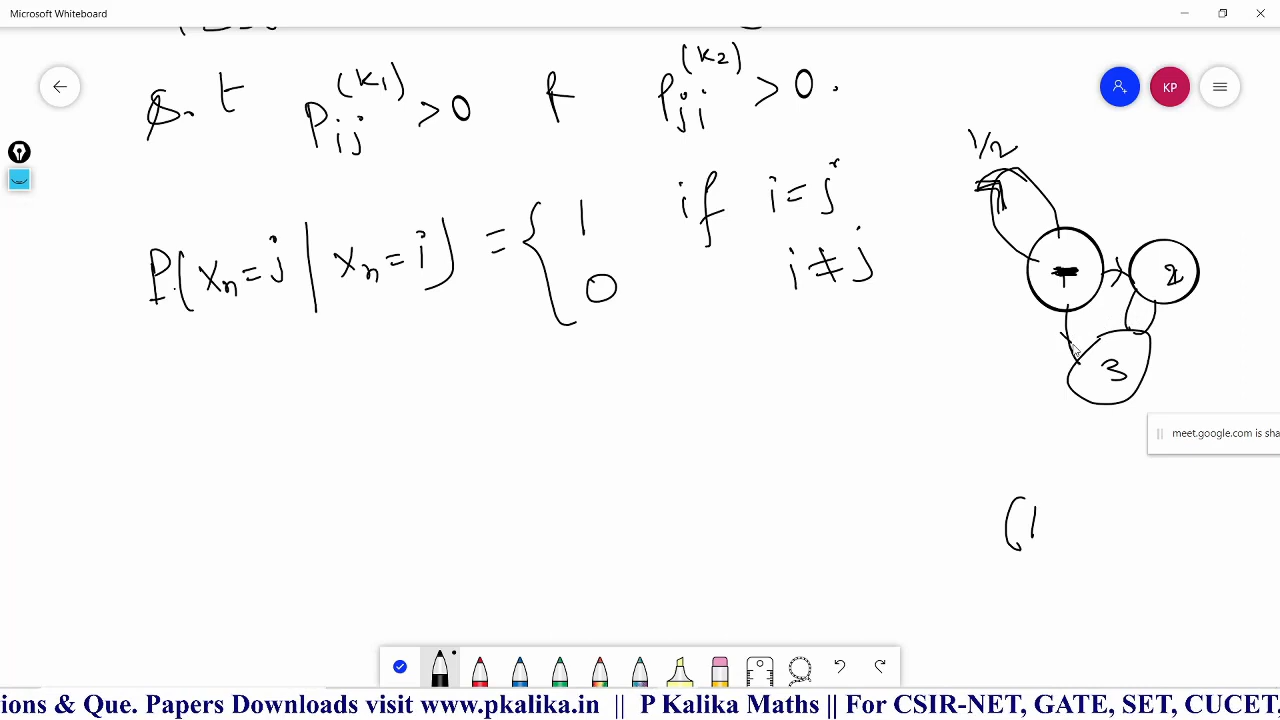 Microsoft Whiteboard
KP
s.t P_ij^(k1) > 0 & P_ji^(k2) > 0 .
P(X_n = j | X_n = i) = { 1 if i = j
0 i ≠ j
1/2
1
2
3
meet.google.com is sha
(1
ions & Que. Papers Downloads visit www.pkalika.in || P Kalika Maths || For CSIR-NET, GATE, SET, CUCET,